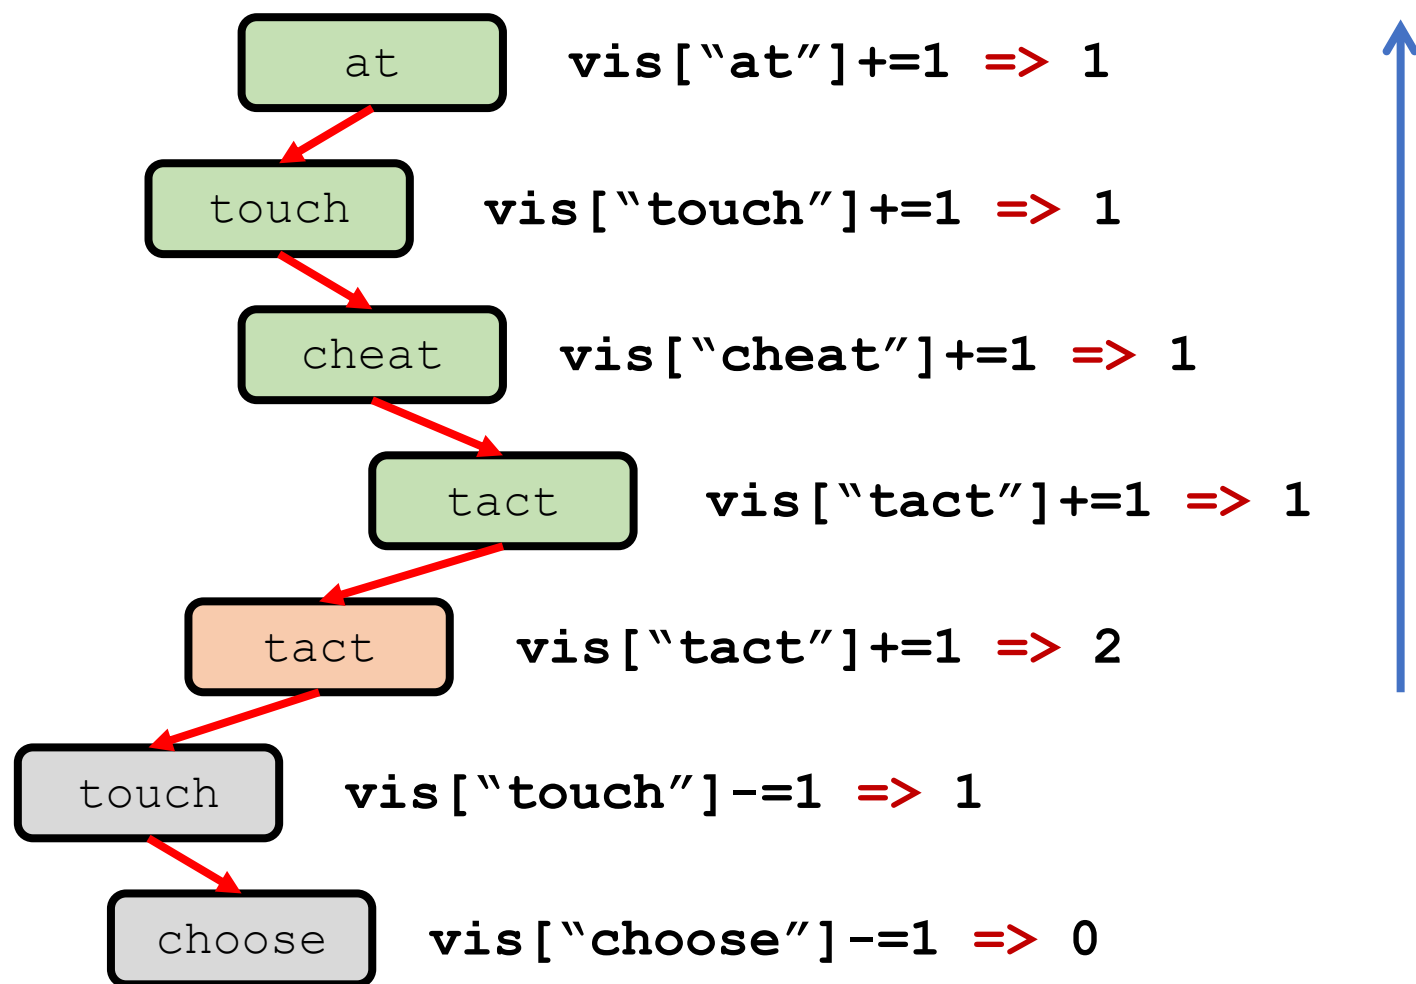 at vis[“at”]+=1 => 1
touch vis[“touch”]+=1 => 1
cheat vis[“cheat”]+=1 => 1
tact vis[“tact”]+=1 => 1
tact vis[“tact”]+=1 => 2
touch vis[“touch”]-=1 => 1
choose vis[“choose”]-=1 => 0